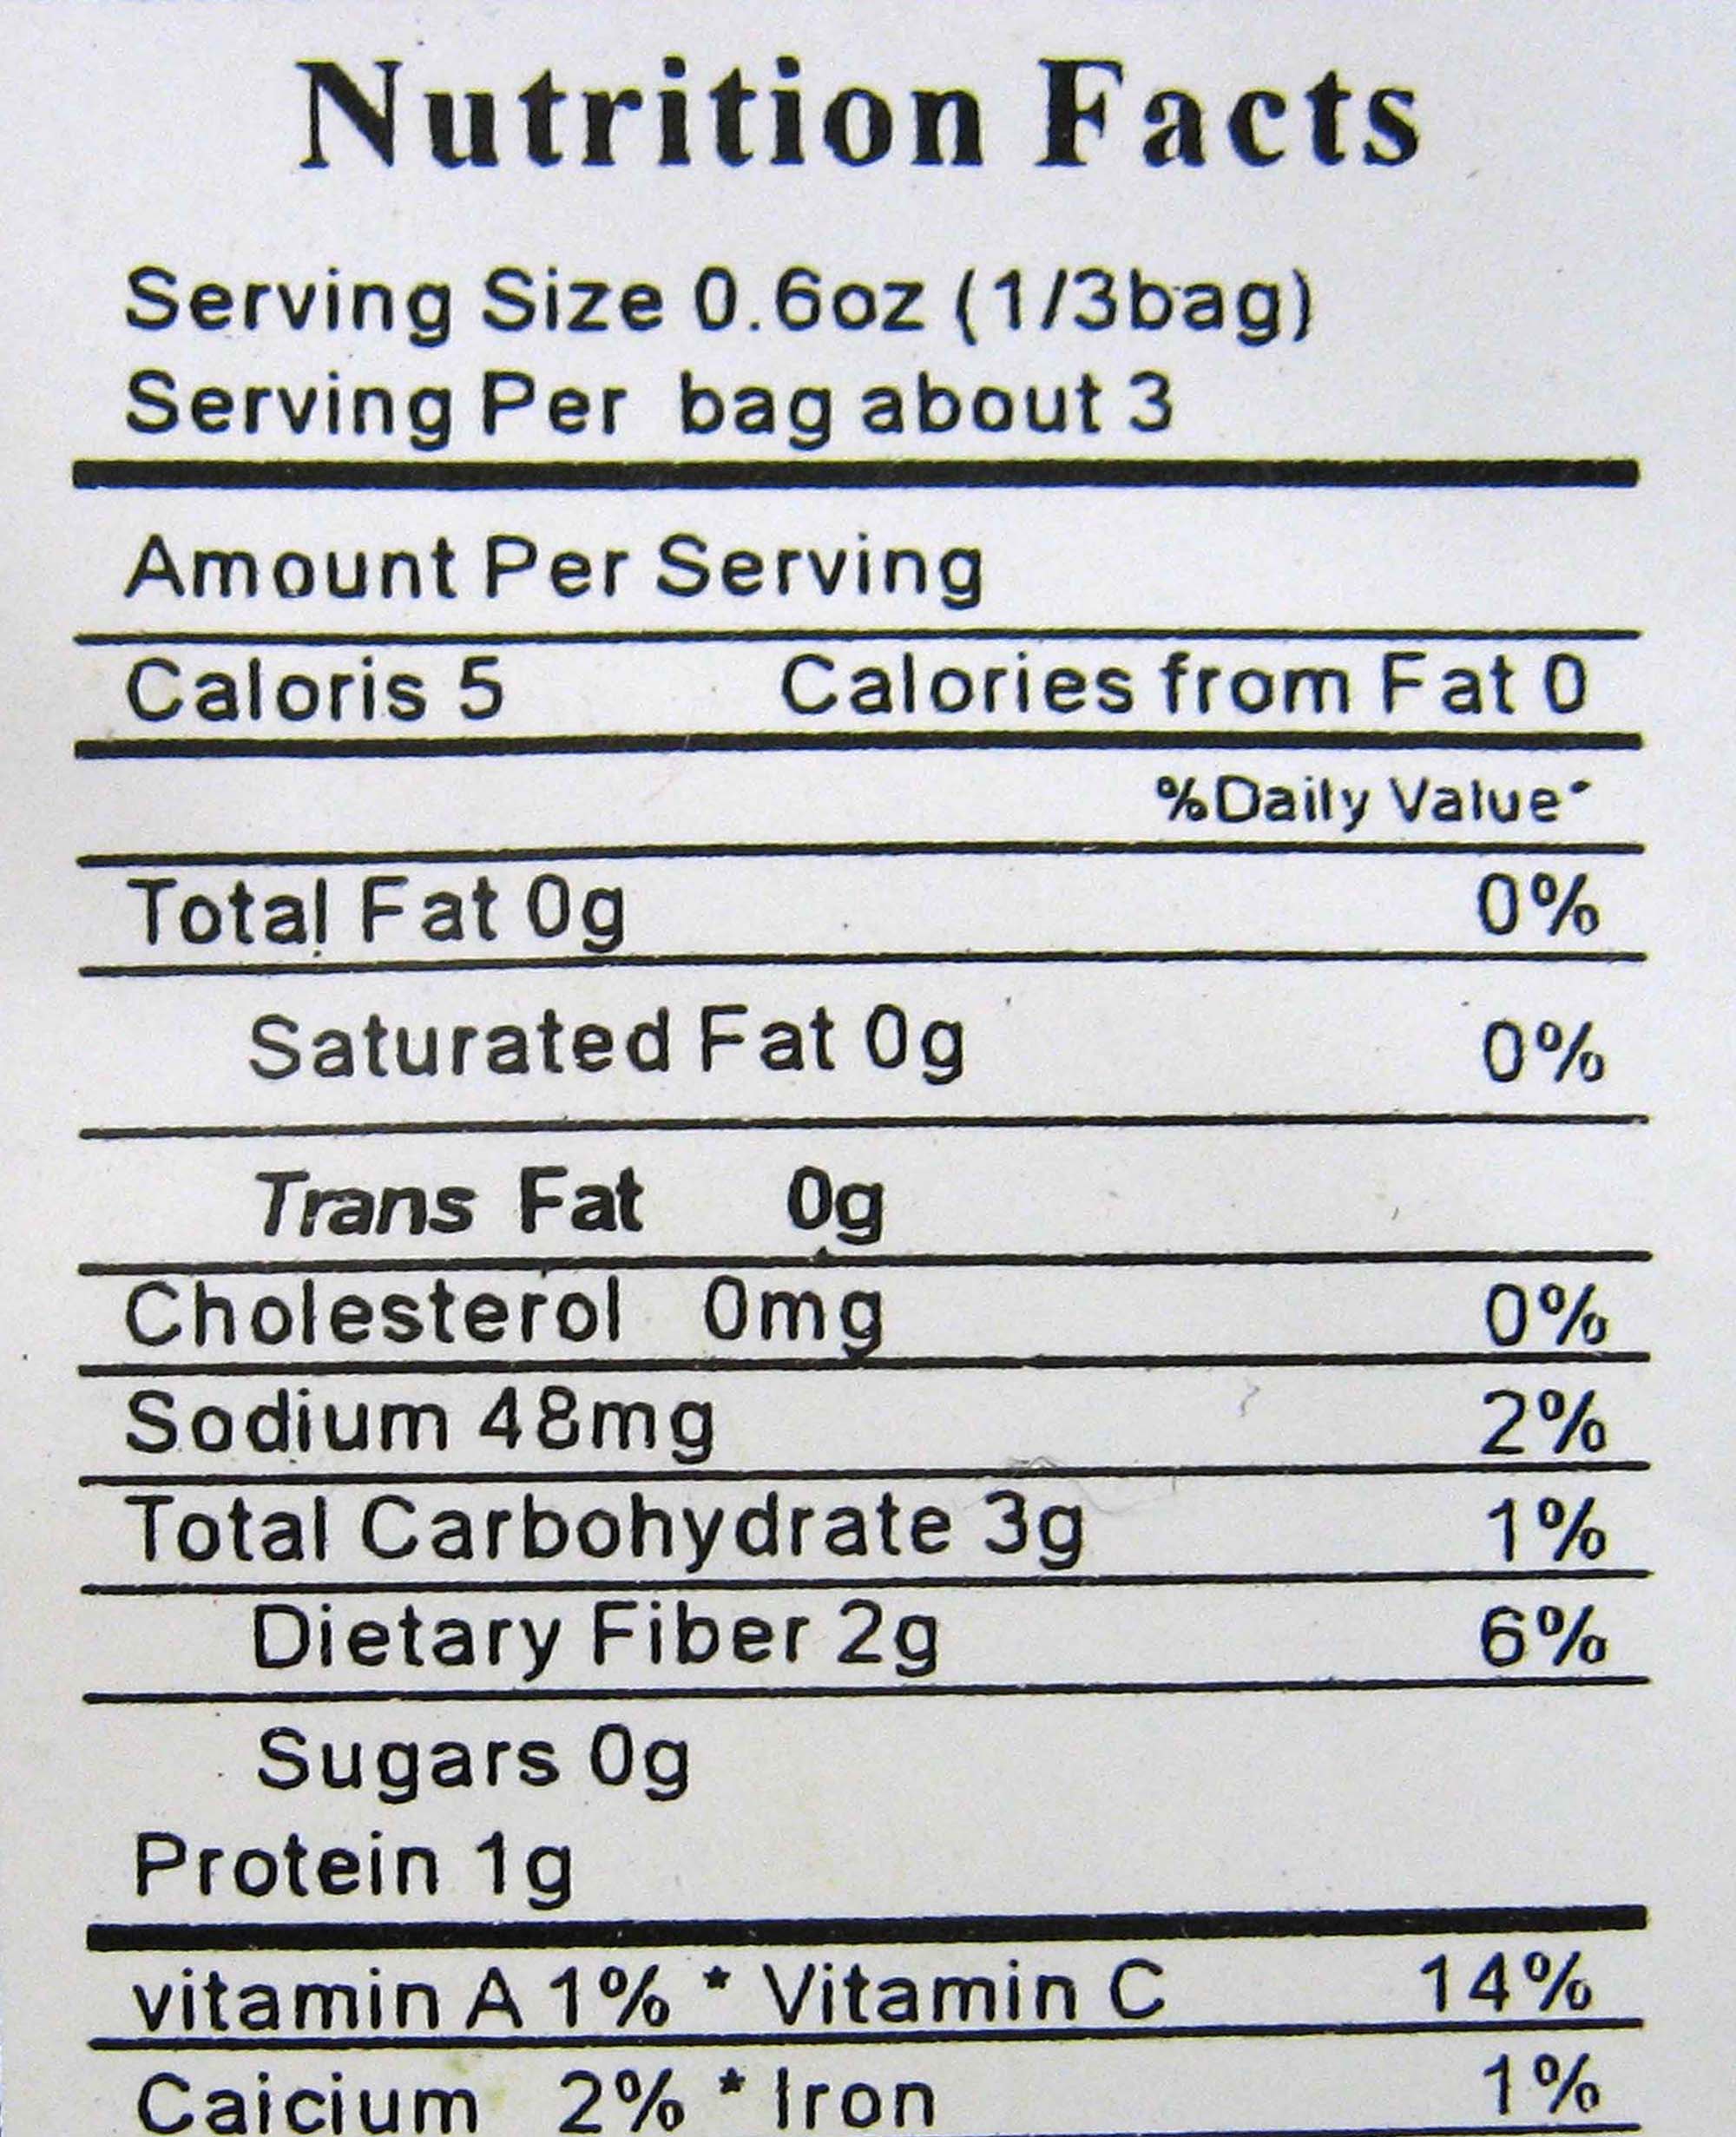 Nutrition Facts
Serving Size 0.6oz (1/3bag)
Serving Per bag about 3
Amount Per Serving
Caloris 5 Calories from Fat 0
%Daily Value*
Total Fat 0g 0%
Saturated Fat 0g 0%
Trans Fat 0g
Cholesterol 0mg 0%
Sodium 48mg 2%
Total Carbohydrate 3g 1%
Dietary Fiber 2g 6%
Sugars 0g
Protein 1g
vitamin A 1% * Vitamin C 14%
Caicium 2% * Iron 1%